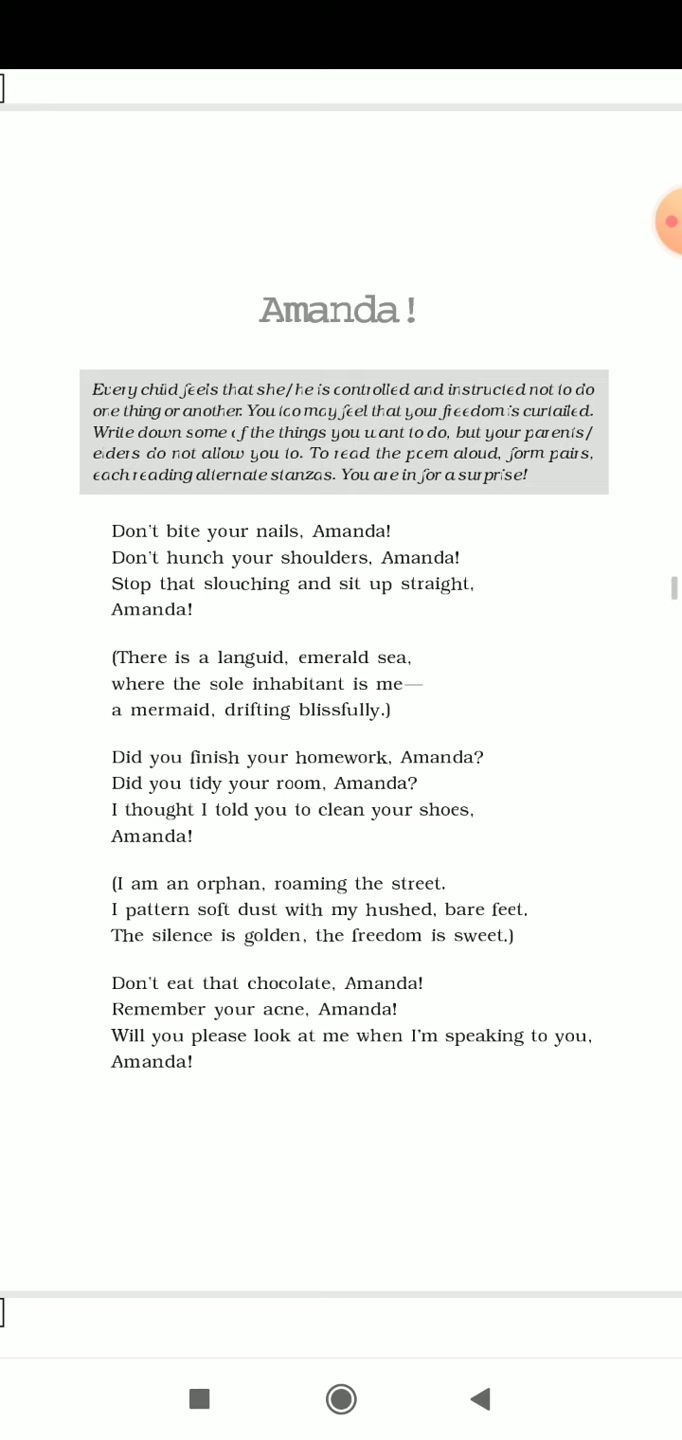 Amanda!
Every child feels that she/he is controlled and instructed not to do
one thing or another. You too may feel that your freedom is curtailed.
Write down some of the things you want to do, but your parents/
elders do not allow you to. To read the poem aloud, form pairs,
each reading alternate stanzas. You are in for a surprise!
Don't bite your nails, Amanda!
Don't hunch your shoulders, Amanda!
Stop that slouching and sit up straight,
Amanda!
(There is a languid, emerald sea,
where the sole inhabitant is me—
a mermaid, drifting blissfully.)
Did you finish your homework, Amanda?
Did you tidy your room, Amanda?
I thought I told you to clean your shoes,
Amanda!
(I am an orphan, roaming the street.
I pattern soft dust with my hushed, bare feet.
The silence is golden, the freedom is sweet.)
Don't eat that chocolate, Amanda!
Remember your acne, Amanda!
Will you please look at me when I'm speaking to you,
Amanda!